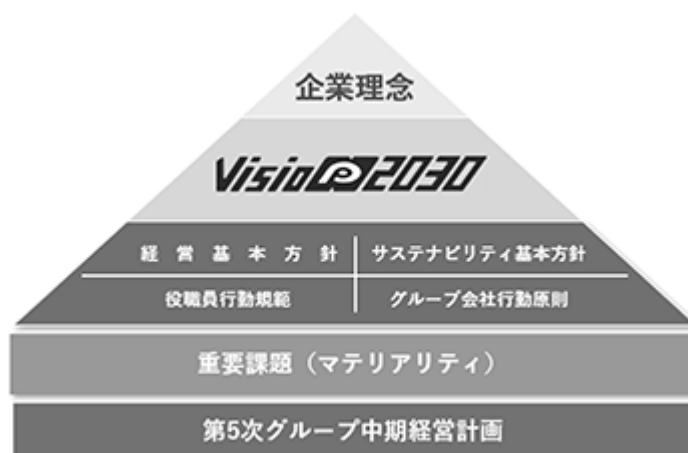 企業理念
Visio𝐧2030
経営基本方針
サステナビリティ基本方針
役職員行動規範
グループ会社行動原則
重要課題（マテリアリティ）
第5次グループ中期経営計画